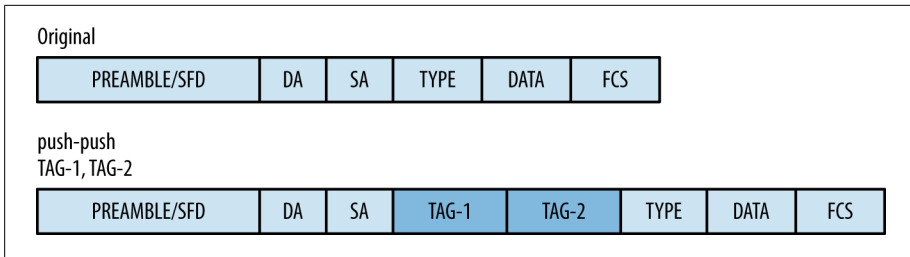 Original
PREAMBLE/SFD DA SA TYPE DATA FCS
push-push
TAG-1, TAG-2
PREAMBLE/SFD DA SA TAG-1 TAG-2 TYPE DATA FCS